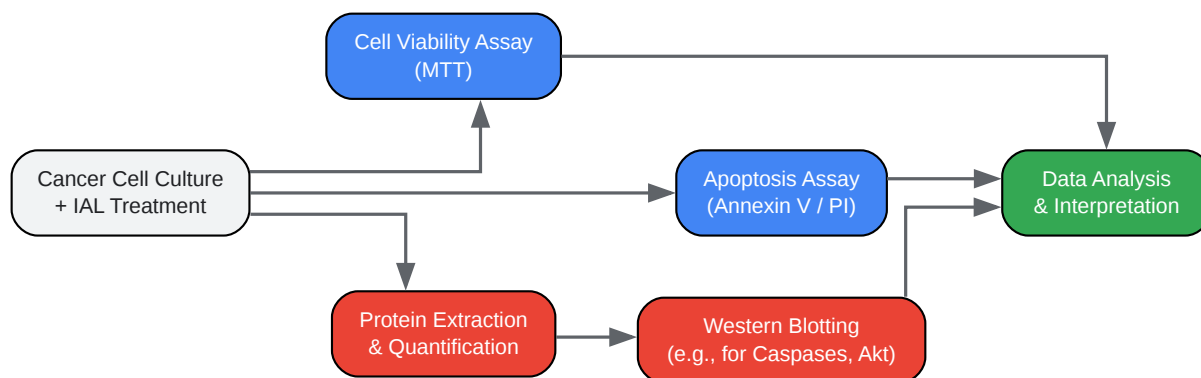 Cell Viability Assay
(MTT)
Cancer Cell Culture
+ IAL Treatment
Apoptosis Assay
(Annexin V / PI)
Data Analysis
& Interpretation
Protein Extraction
& Quantification
Western Blotting
(e.g., for Caspases, Akt)